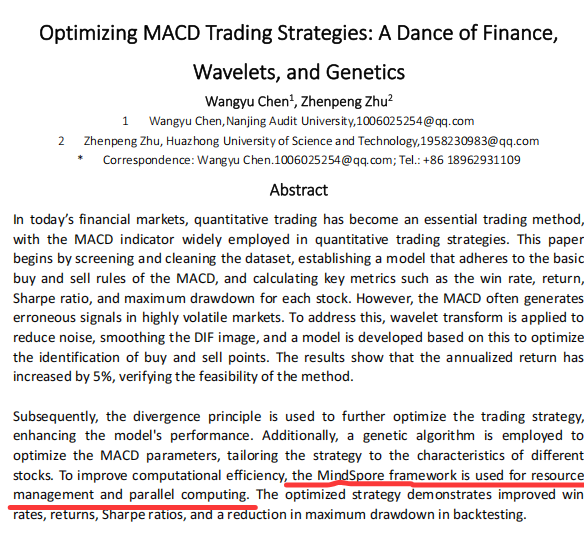 Optimizing MACD Trading Strategies: A Dance of Finance,
Wavelets, and Genetics
Wangyu Chen1, Zhenpeng Zhu2
1 Wangyu Chen,Nanjing Audit University,1006025254@qq.com
2 Zhenpeng Zhu, Huazhong University of Science and Technology,1958230983@qq.com
* Correspondence: Wangyu Chen.1006025254@qq.com; Tel.: +86 18962931109
Abstract
In today’s financial markets, quantitative trading has become an essential trading method,
with the MACD indicator widely employed in quantitative trading strategies. This paper
begins by screening and cleaning the dataset, establishing a model that adheres to the basic
buy and sell rules of the MACD, and calculating key metrics such as the win rate, return,
Sharpe ratio, and maximum drawdown for each stock. However, the MACD often generates
erroneous signals in highly volatile markets. To address this, wavelet transform is applied to
reduce noise, smoothing the DIF image, and a model is developed based on this to optimize
the identification of buy and sell points. The results show that the annualized return has
increased by 5%, verifying the feasibility of the method.
Subsequently, the divergence principle is used to further optimize the trading strategy,
enhancing the model's performance. Additionally, a genetic algorithm is employed to
optimize the MACD parameters, tailoring the strategy to the characteristics of different
stocks. To improve computational efficiency, the MindSpore framework is used for resource
management and parallel computing. The optimized strategy demonstrates improved win
rates, returns, Sharpe ratios, and a reduction in maximum drawdown in backtesting.